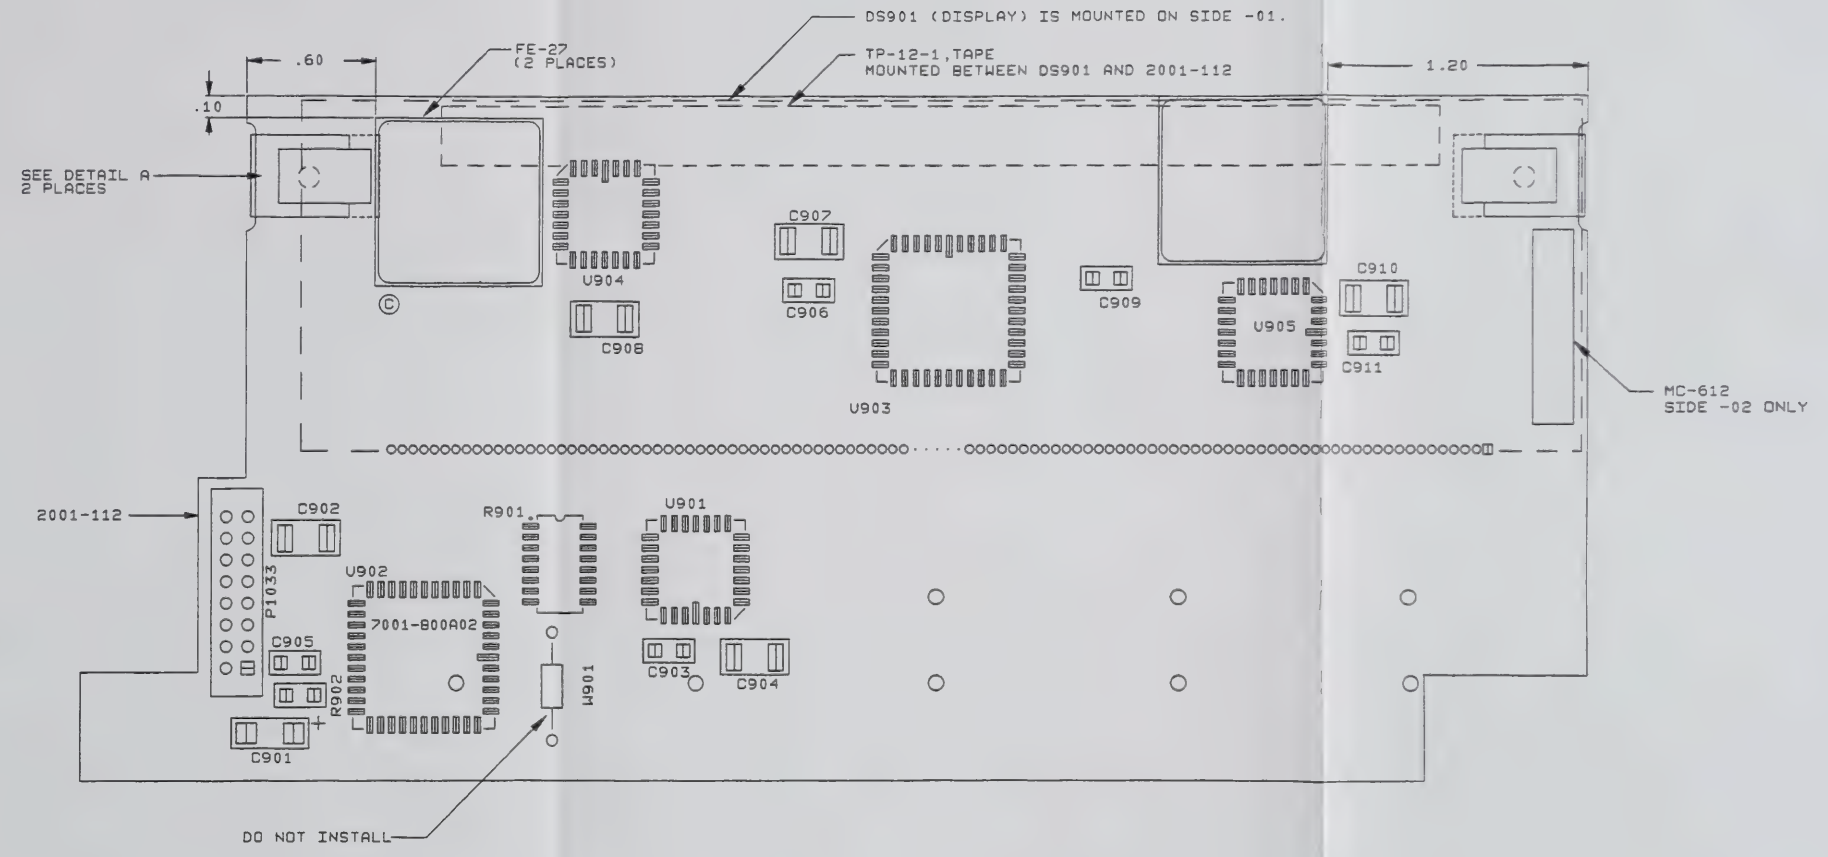 DS901 (DISPLAY) IS MOUNTED ON SIDE -01.
FE-27
(2 PLACES)
TP-12-1,TAPE
MOUNTED BETWEEN DS901 AND 2001-112
.60
1.20
.10
SEE DETAIL A
2 PLACES
C907
U904
C906
C909
C910
U905
C
C908
C911
U903
MC-612
SIDE -02 ONLY
2001-112
C902
R901
U901
P1033
U902
7001-800A02
C905
C903
C904
W901
R902
+
C901
DO NOT INSTALL